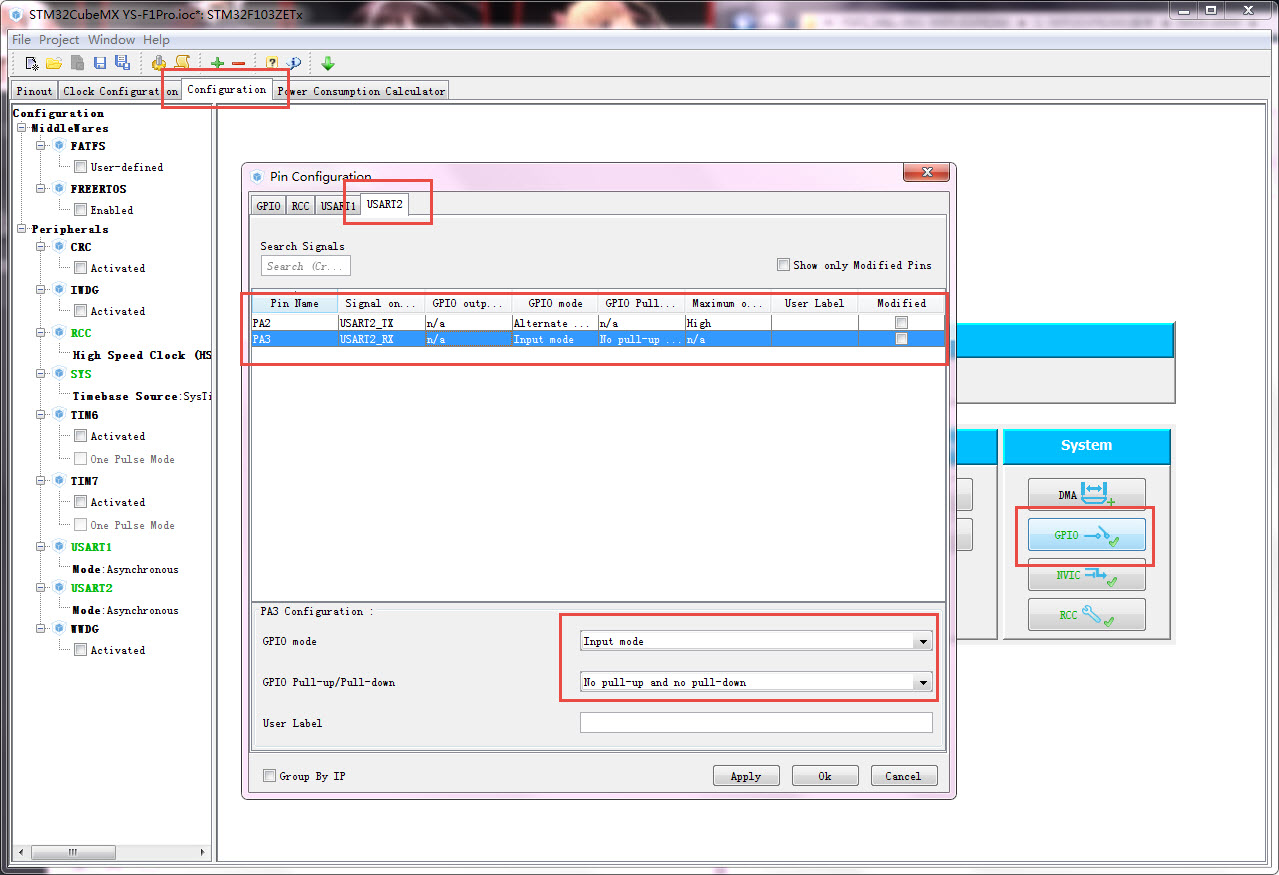 STM32CubeMX YS-F1Pro.ioc*: STM32F103ZETx
File Project Window Help
Pinout Clock Configurat on Configuration Power Consumption Calculator
Configuration
MiddleWares
FATFS
User-defined
FREERTOS
Enabled
Peripherals
CRC
Activated
IWDG
Activated
RCC
High Speed Clock (HS
SYS
Timebase Source:SysTi
TIM6
Activated
One Pulse Mode
TIM7
Activated
One Pulse Mode
USART1
Mode:Asynchronous
USART2
Mode:Asynchronous
WWDG
Activated
Pin Configuration
GPIO RCC USART1 USART2
Search Signals
Search (Cr...
Show only Modified Pins
Pin Name Signal on... GPIO outp... GPIO mode GPIO Pull... Maximum o... User Label Modified
PA2 USART2_TX n/a Alternate ... n/a High
PA3 USART2_RX n/a Input mode No pull-up ... n/a
PA3 Configuration :
GPIO mode Input mode
GPIO Pull-up/Pull-down No pull-up and no pull-down
User Label
Group By IP
Apply Ok Cancel
System
DMA
GPIO
NVIC
RCC